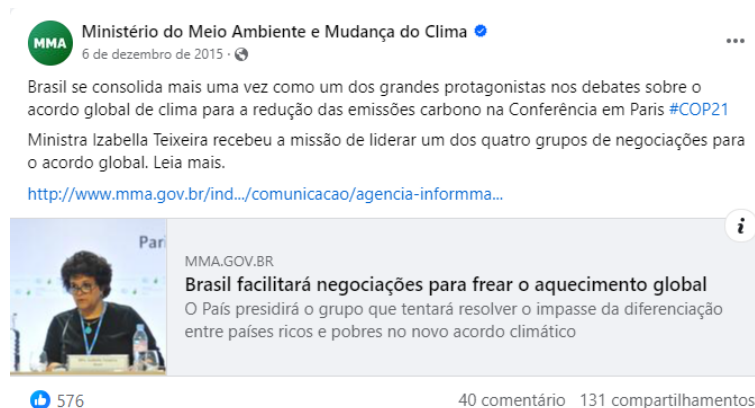 MMA
Ministério do Meio Ambiente e Mudança do Clima
6 de dezembro de 2015 ·
Brasil se consolida mais uma vez como um dos grandes protagonistas nos debates sobre o
acordo global de clima para a redução das emissões carbono na Conferência em Paris #COP21
Ministra Izabella Teixeira recebeu a missão de liderar um dos quatro grupos de negociações para
o acordo global. Leia mais.
http://www.mma.gov.br/ind.../comunicacao/agencia-informma...
Pari
MMA.GOV.BR
Brasil facilitará negociações para frear o aquecimento global
O País presidirá o grupo que tentará resolver o impasse da diferenciação
entre países ricos e pobres no novo acordo climático
576
40 comentário 131 compartilhamentos